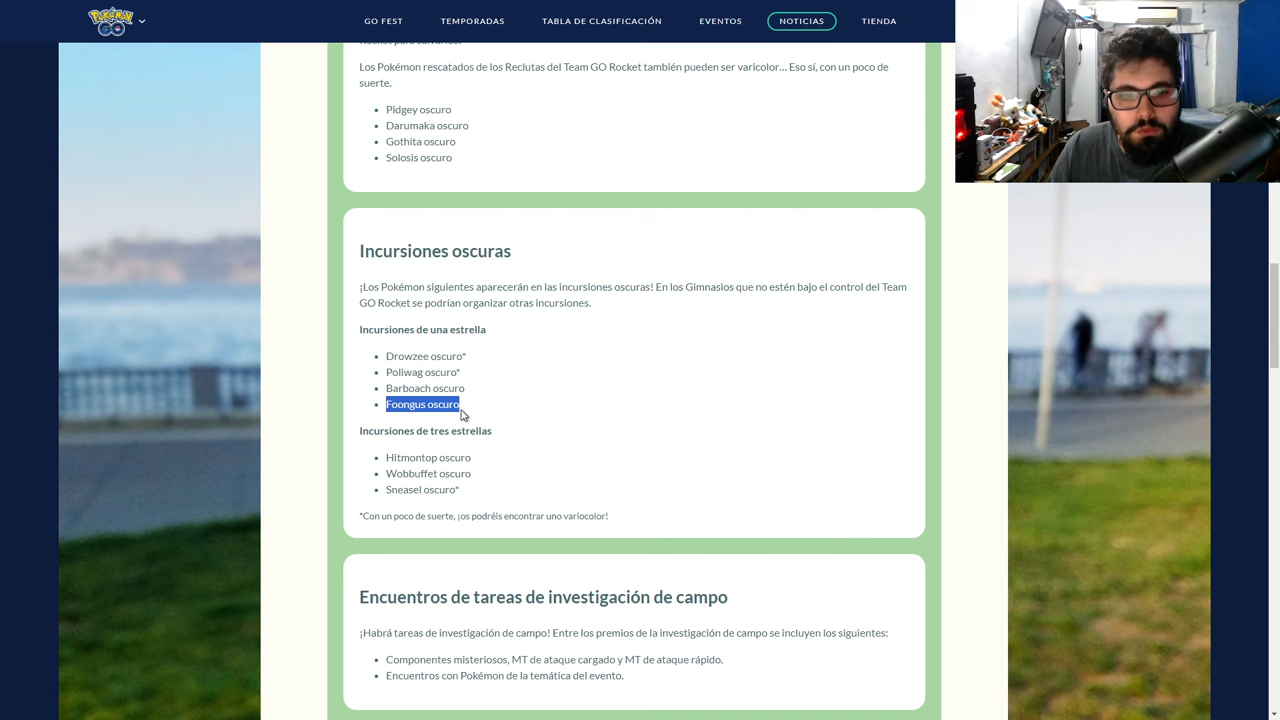 POKÉMON GO
GO FEST
TEMPORADAS
TABLA DE CLASIFICACIÓN
EVENTOS
NOTICIAS
TIENDA
Los Pokémon rescatados de los Reclutas del Team GO Rocket también pueden ser varicolor... Eso sí, con un poco de
suerte.
Pidgey oscuro
Darumaka oscuro
Gothita oscuro
Solosis oscuro
Incursiones oscuras
¡Los Pokémon siguientes aparecerán en las incursiones oscuras! En los Gimnasios que no estén bajo el control del Team
GO Rocket se podrían organizar otras incursiones.
Incursiones de una estrella
Drowzee oscuro*
Poliwag oscuro*
Barboach oscuro
Foongus oscuro
Incursiones de tres estrellas
Hitmontop oscuro
Wobbuffet oscuro
Sneasel oscuro*
*Con un poco de suerte, ¡os podréis encontrar uno variocolor!
Encuentros de tareas de investigación de campo
¡Habrá tareas de investigación de campo! Entre los premios de la investigación de campo se incluyen los siguientes:
Componentes misteriosos, MT de ataque cargado y MT de ataque rápido.
Encuentros con Pokémon de la temática del evento.